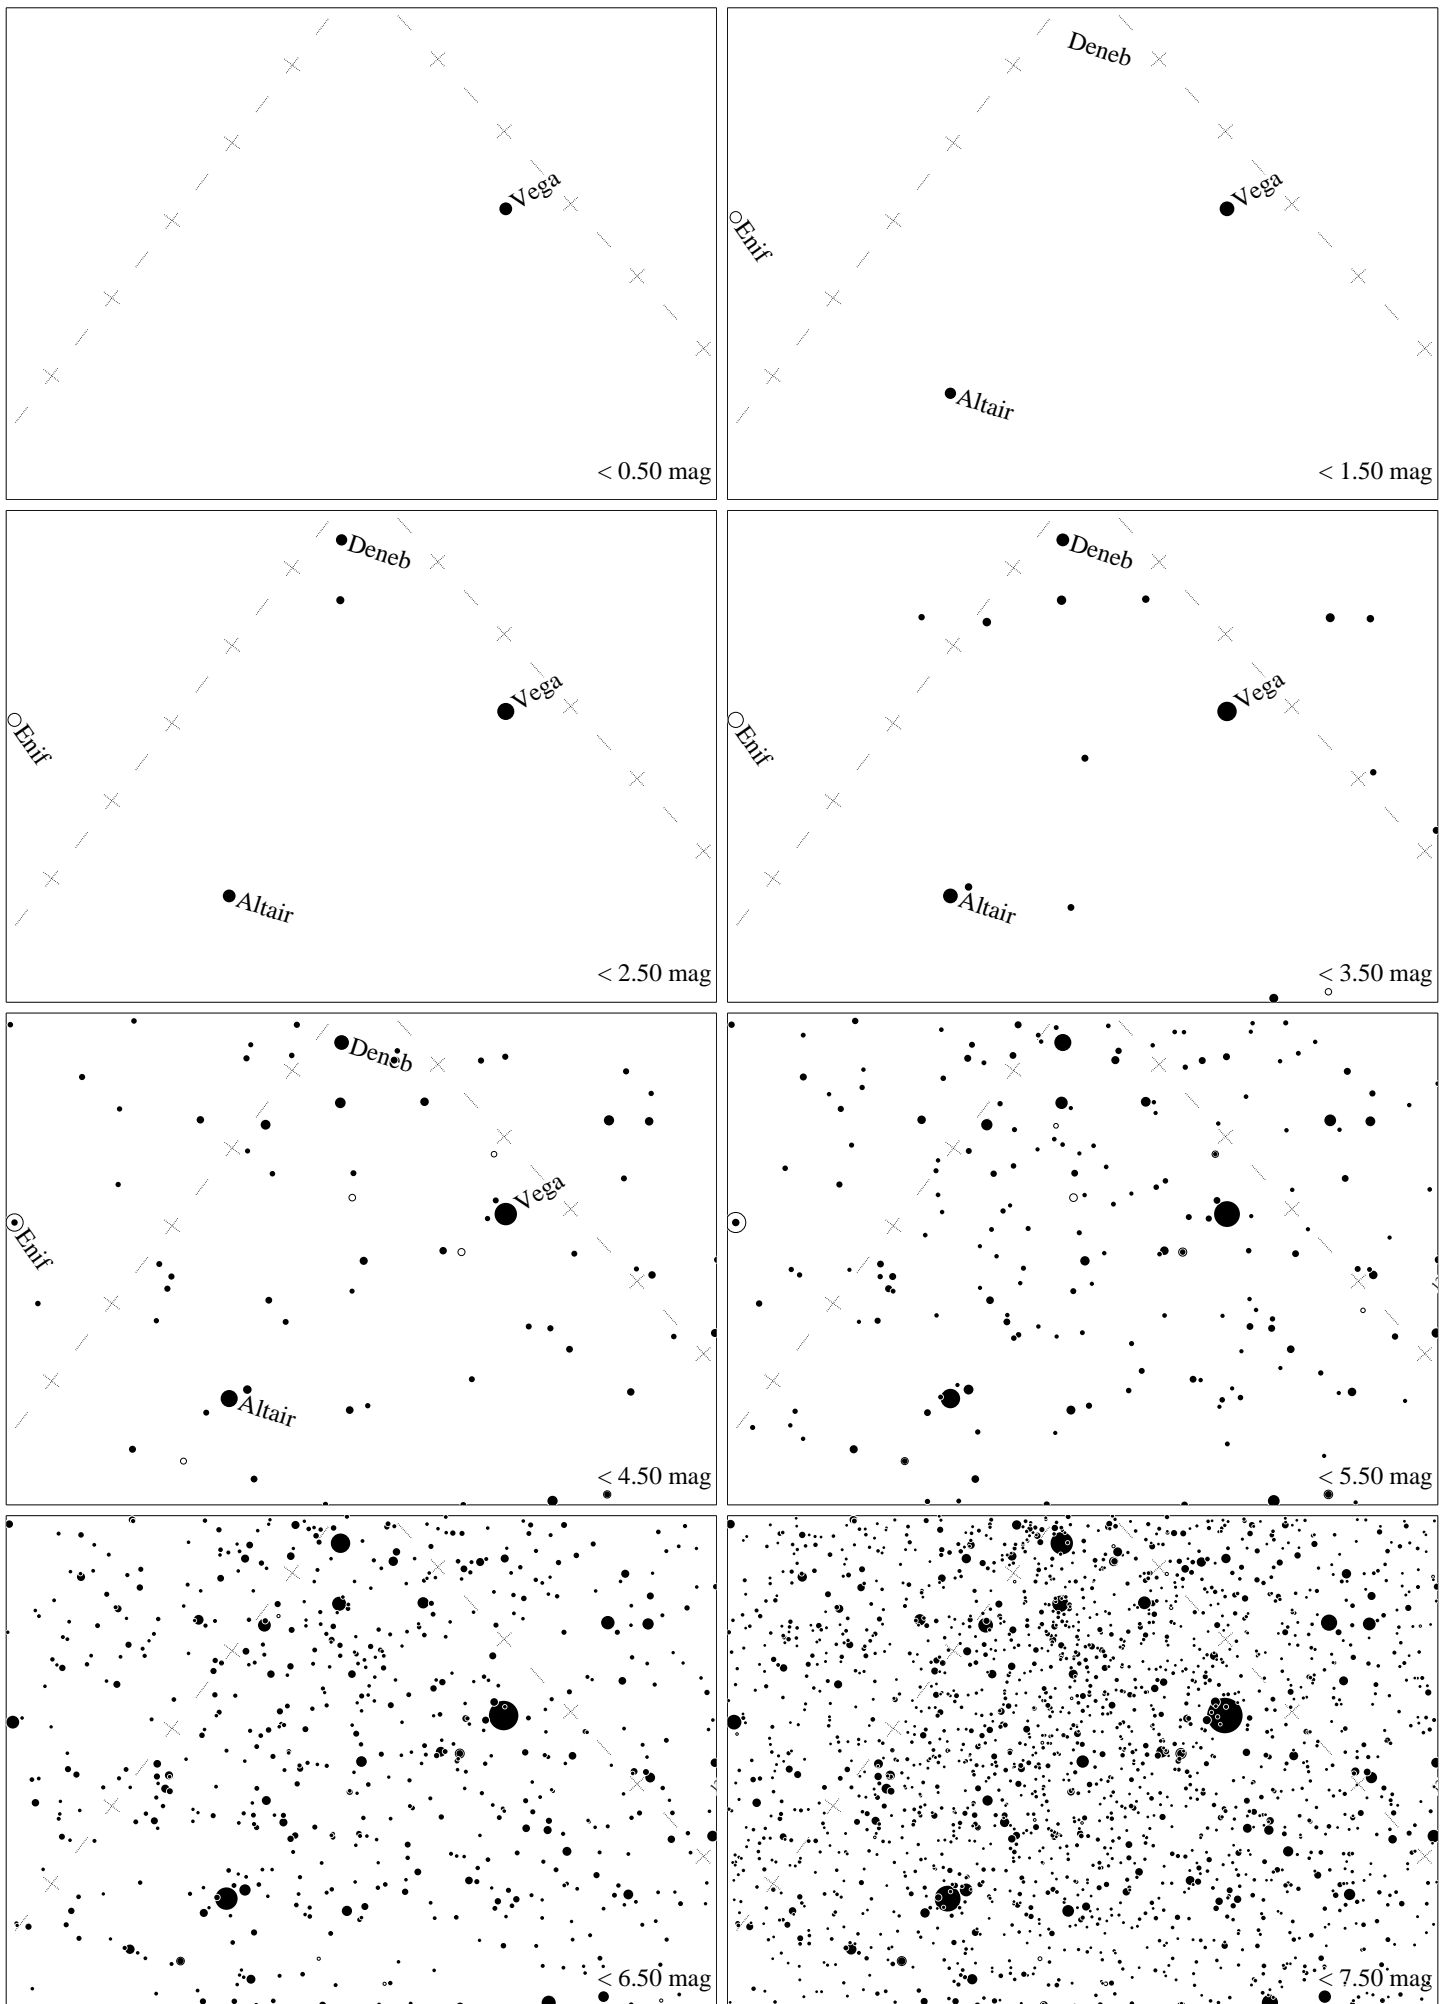 Vega
< 0.50 mag
Deneb
Vega
Enif
Altair
< 1.50 mag
Deneb
Vega
Enif
Altair
< 2.50 mag
Deneb
Vega
Enif
Altair
< 3.50 mag
Deneb
Vega
Enif
Altair
< 4.50 mag
< 5.50 mag
< 6.50 mag
< 7.50 mag